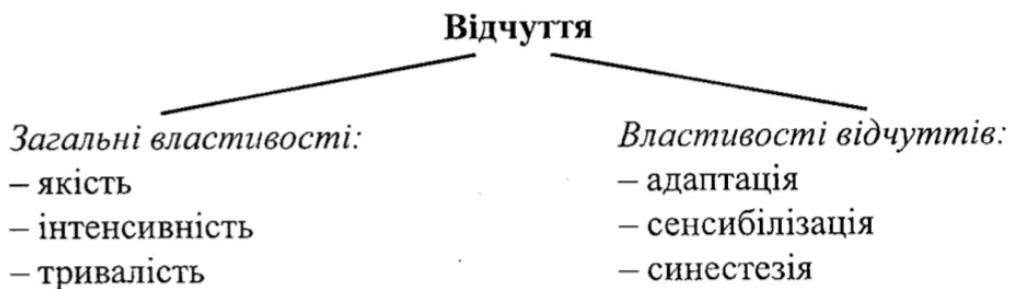 Відчуття
Загальні властивості:
– якість
– інтенсивність
– тривалість
Властивості відчуттів:
– адаптація
– сенсибілізація
– синестезія